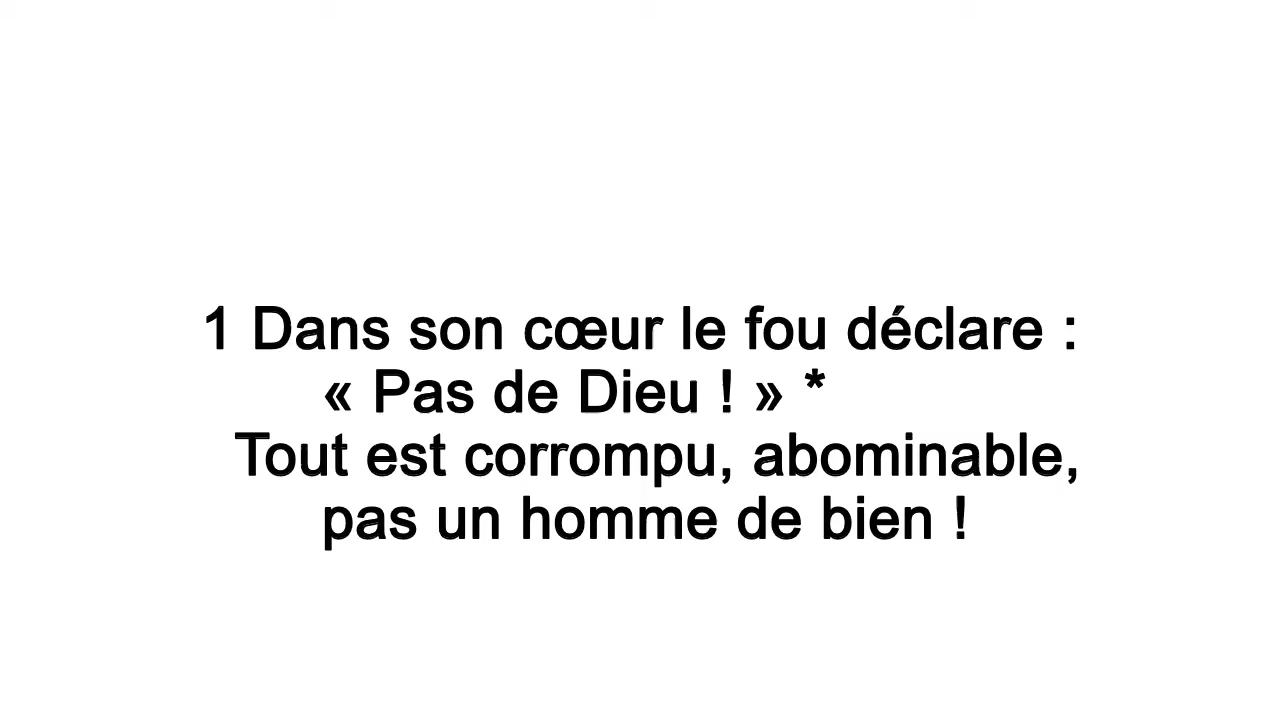 1 Dans son cœur le fou déclare :
« Pas de Dieu ! » *
Tout est corrompu, abominable,
pas un homme de bien !